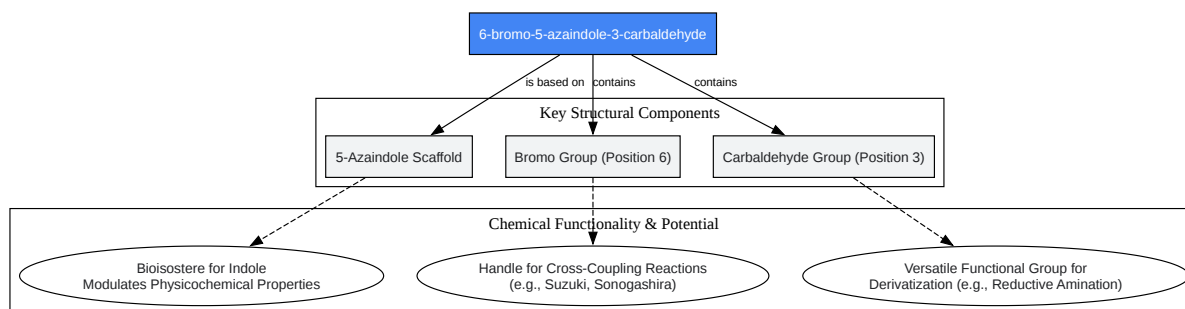 6-bromo-5-azaindole-3-carbaldehyde
is based on
contains
contains
Key Structural Components
5-Azaindole Scaffold
Bromo Group (Position 6)
Carbaldehyde Group (Position 3)
Chemical Functionality & Potential
Bioisostere for Indole
Modulates Physicochemical Properties
Handle for Cross-Coupling Reactions
(e.g., Suzuki, Sonogashira)
Versatile Functional Group for
Derivatization (e.g., Reductive Amination)